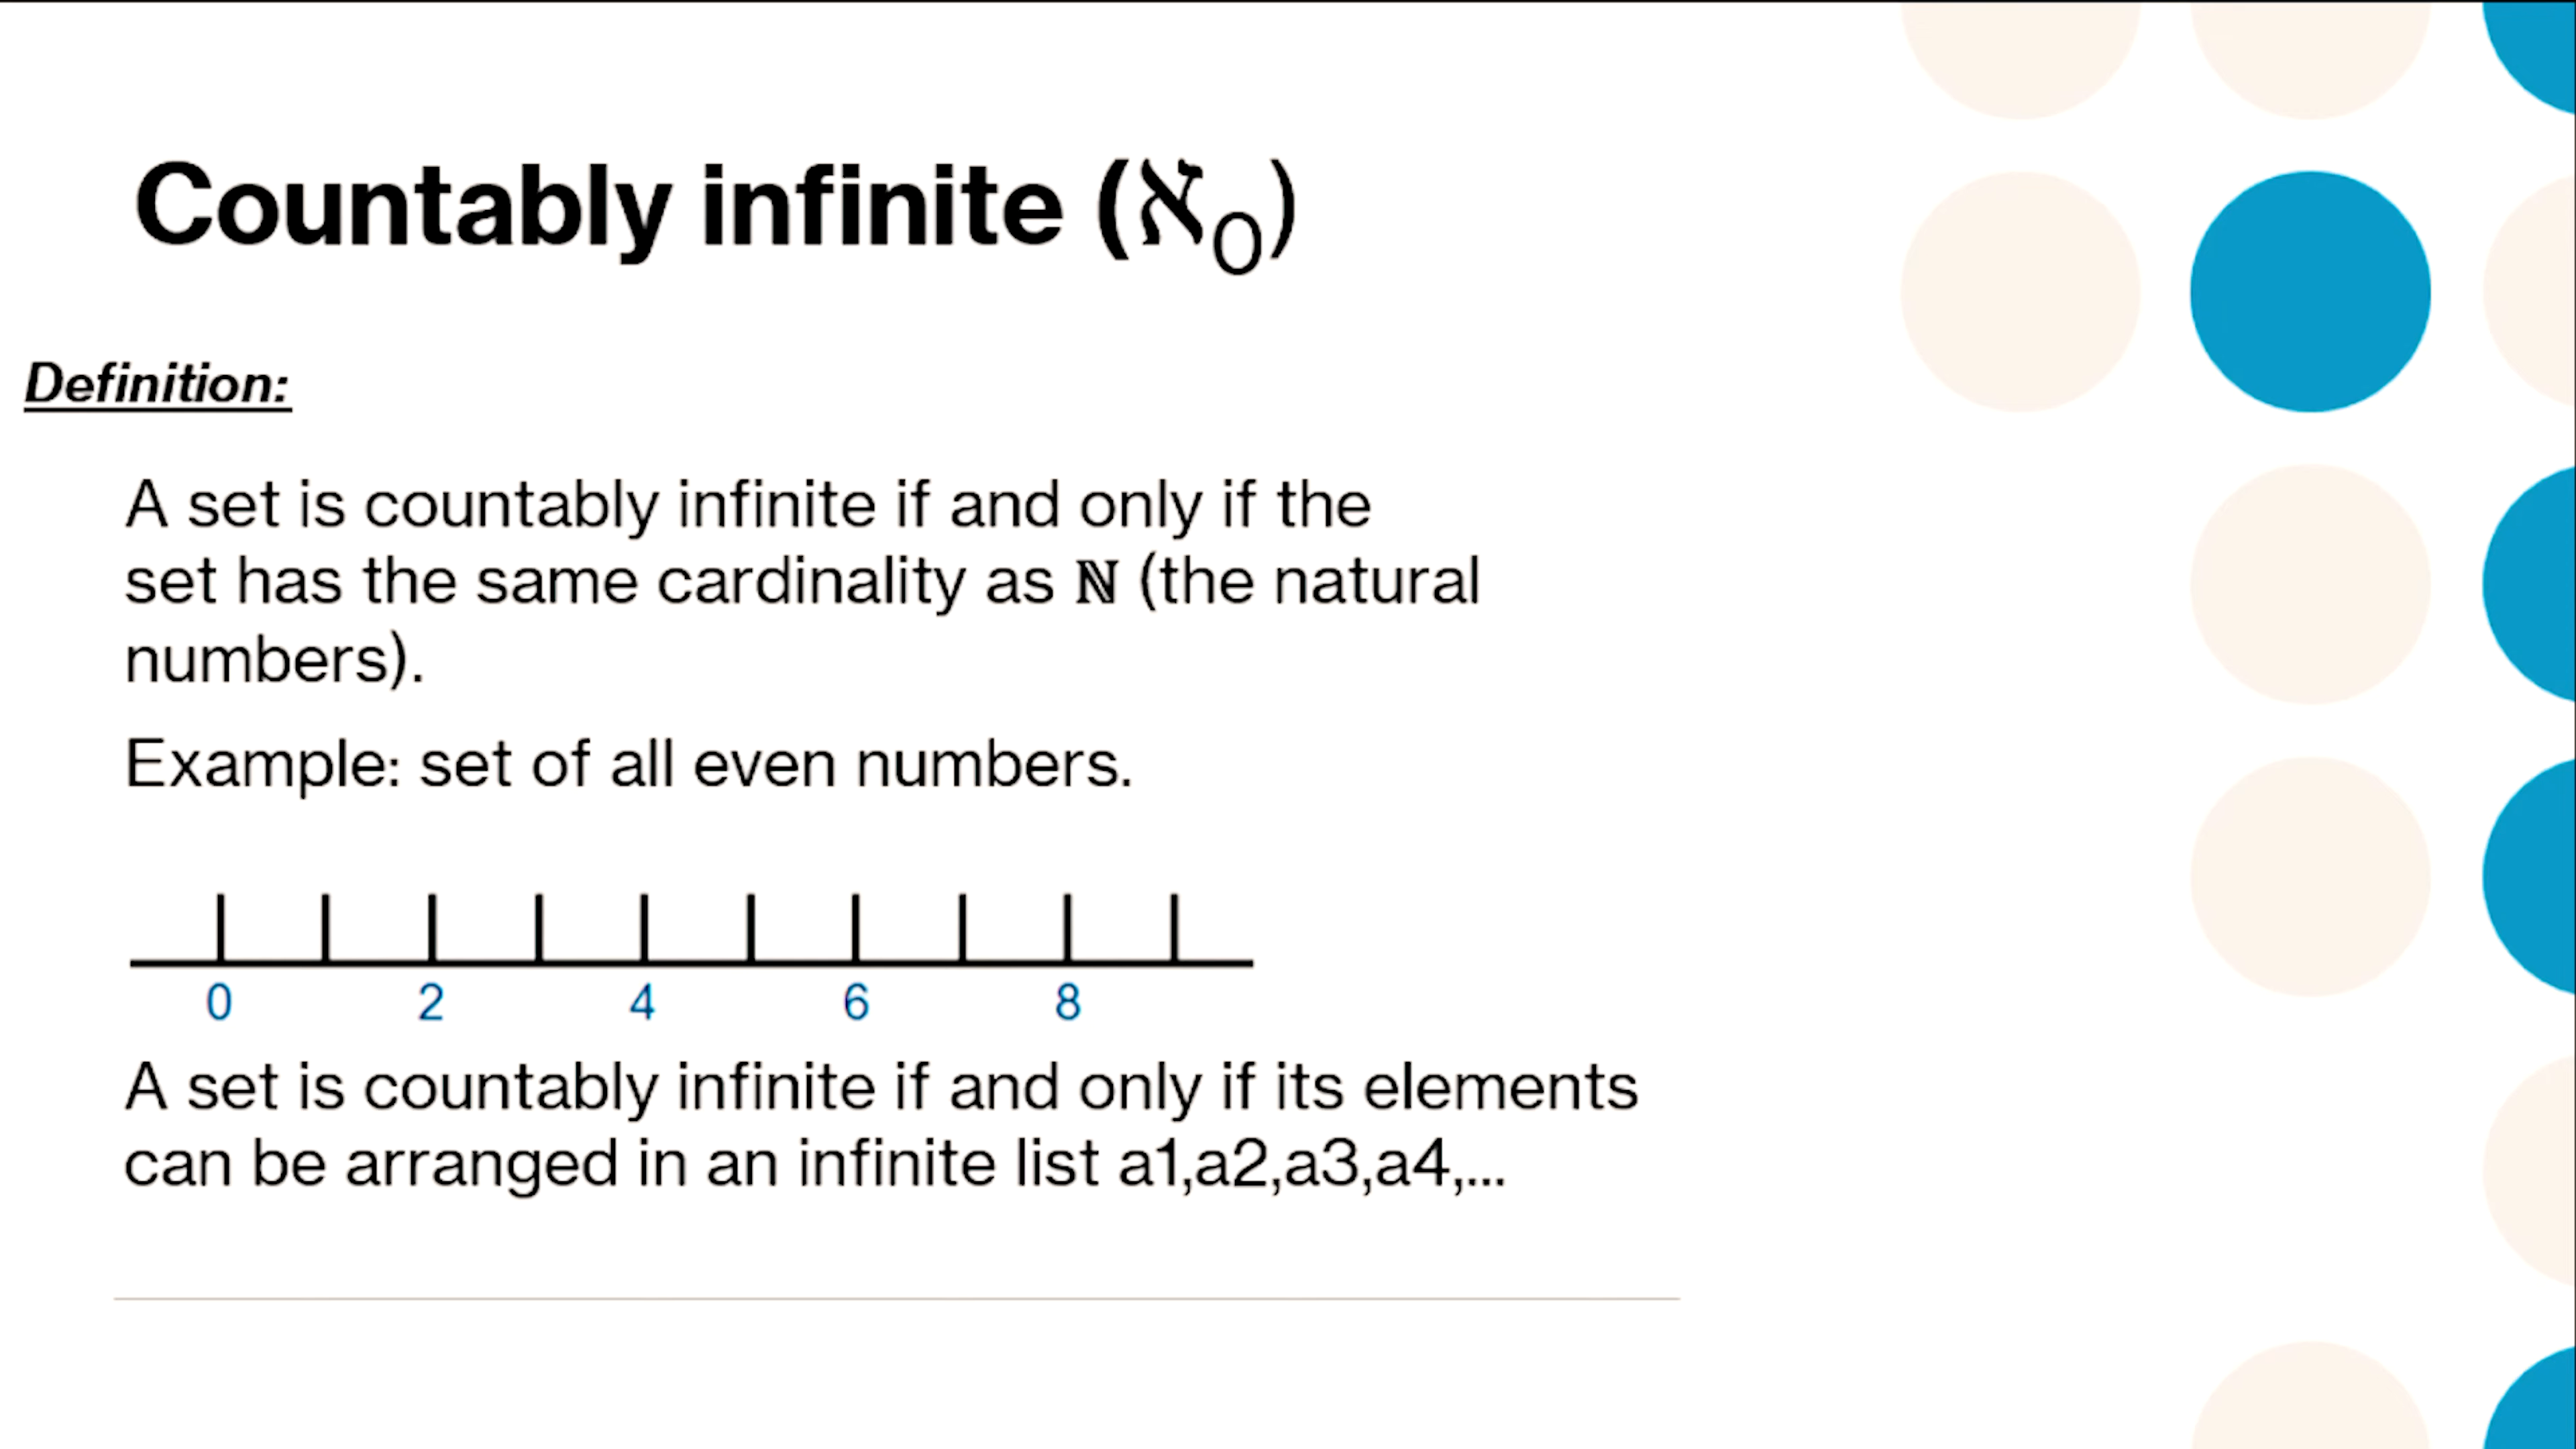 Countably infinite (ℵ₀)
Definition:
A set is countably infinite if and only if the
set has the same cardinality as ℕ (the natural
numbers).
Example: set of all even numbers.
0 2 4 6 8
A set is countably infinite if and only if its elements
can be arranged in an infinite list a1,a2,a3,a4,...